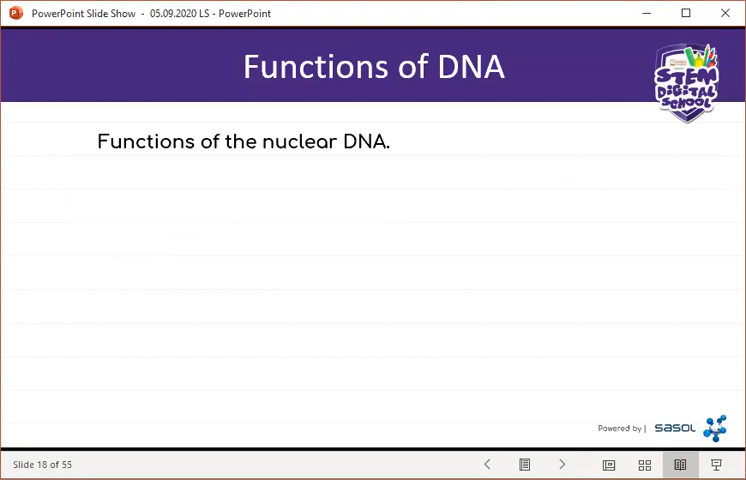 PowerPoint Slide Show - 05.09.2020 LS - PowerPoint
Functions of DNA
STEM
DIGITAL
SCHOOL
Functions of the nuclear DNA.
Powered by | sasol
Slide 18 of 55